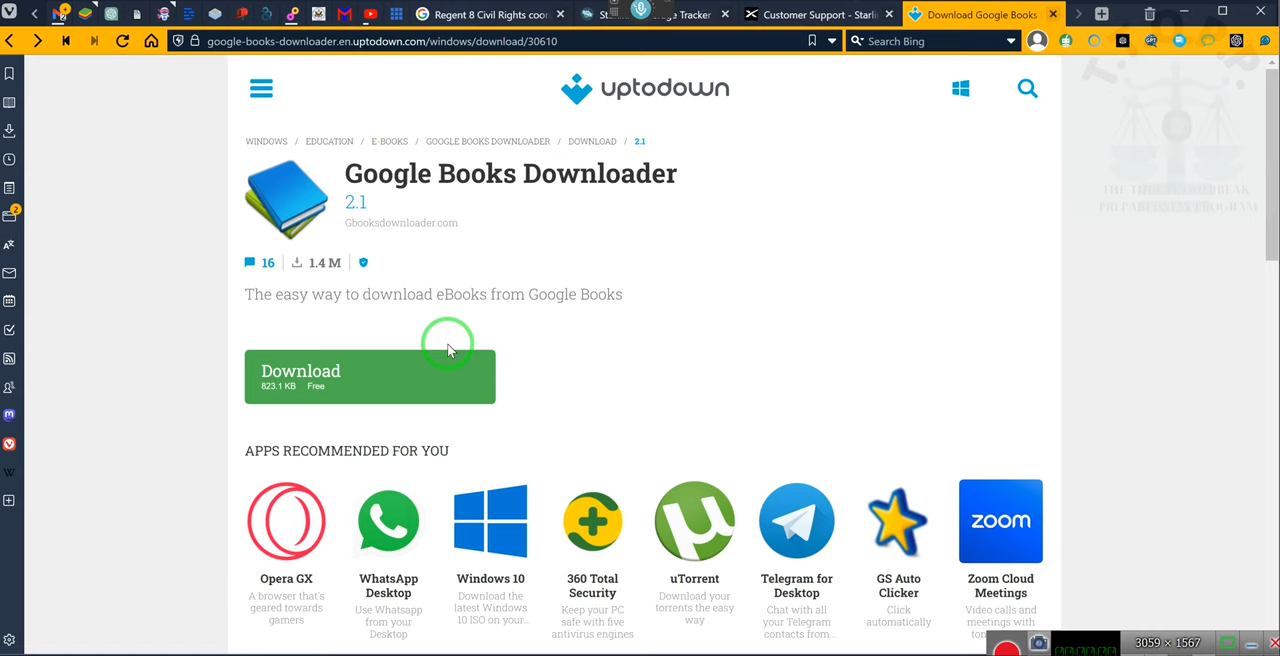 Regent 8 Civil Rights coor
Customer Support - Starli
Download Google Books
google-books-downloader.en.uptodown.com/windows/download/30610
Search Bing
uptodown
WINDOWS / EDUCATION / E-BOOKS / GOOGLE BOOKS DOWNLOADER / DOWNLOAD / 2.1
Google Books Downloader
2.1
Gbooksdownloader.com
16 1.4 M
The easy way to download eBooks from Google Books
Download
823.1 KB Free
APPS RECOMMENDED FOR YOU
zoom
Opera GX
A browser that's
geared towards
gamers
WhatsApp
Desktop
Use Whatsapp
from your
Desktop
Windows 10
Download the
latest Windows
10 ISO on your...
360 Total
Security
Keep your PC
safe with five
antivirus engines
uTorrent
Download your
torrents the easy
way
Telegram for
Desktop
Chat with all
your Telegram
contacts from...
GS Auto
Clicker
Click
automatically
Zoom Cloud
Meetings
Video calls and
meetings with
3059 × 1567